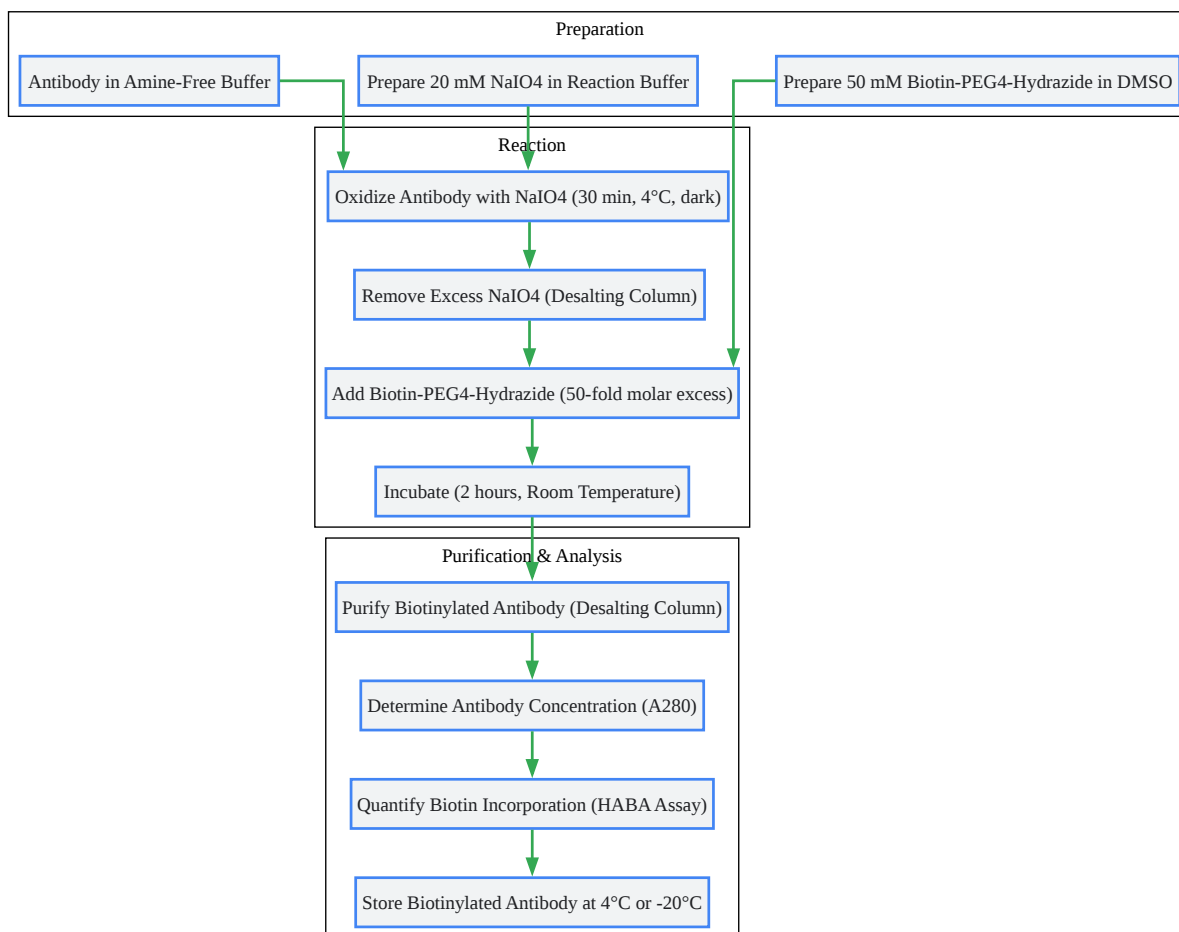 Preparation
Antibody in Amine-Free Buffer
Prepare 20 mM NaIO4 in Reaction Buffer
Prepare 50 mM Biotin-PEG4-Hydrazide in DMSO
Reaction
Oxidize Antibody with NaIO4 (30 min, 4°C, dark)
Remove Excess NaIO4 (Desalting Column)
Add Biotin-PEG4-Hydrazide (50-fold molar excess)
Incubate (2 hours, Room Temperature)
Purification & Analysis
Purify Biotinylated Antibody (Desalting Column)
Determine Antibody Concentration (A280)
Quantify Biotin Incorporation (HABA Assay)
Store Biotinylated Antibody at 4°C or -20°C